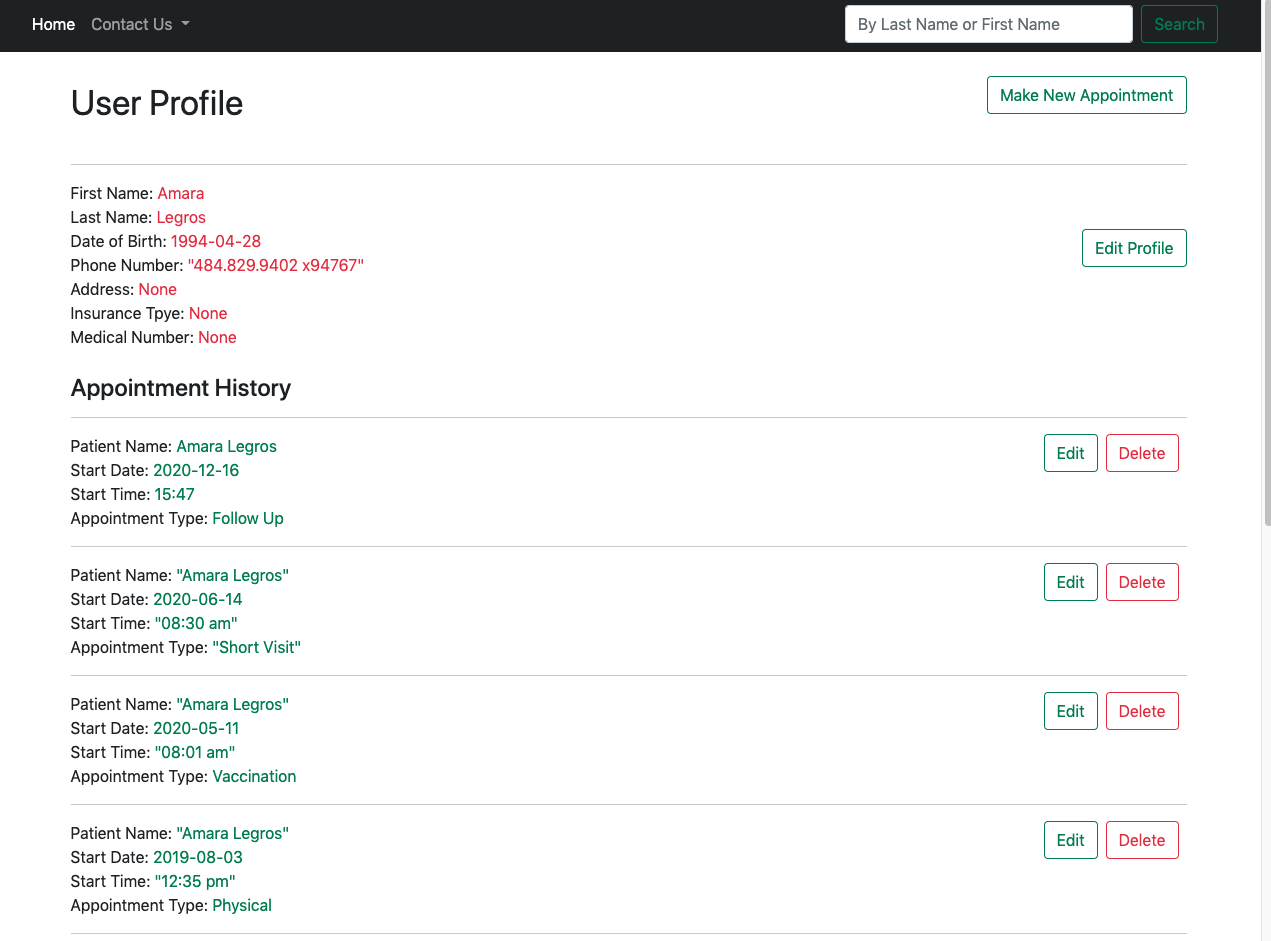 Home Contact Us By Last Name or First Name Search
User Profile Make New Appointment
First Name: Amara
Last Name: Legros
Date of Birth: 1994-04-28
Edit Profile
Phone Number: "484.829.9402 x94767"
Address: None
Insurance Tpye: None
Medical Number: None
Appointment History
Patient Name: Amara Legros Edit Delete
Start Date: 2020-12-16
Start Time: 15:47
Appointment Type: Follow Up
Patient Name: "Amara Legros" Edit Delete
Start Date: 2020-06-14
Start Time: "08:30 am"
Appointment Type: "Short Visit"
Patient Name: "Amara Legros" Edit Delete
Start Date: 2020-05-11
Start Time: "08:01 am"
Appointment Type: Vaccination
Patient Name: "Amara Legros" Edit Delete
Start Date: 2019-08-03
Start Time: "12:35 pm"
Appointment Type: Physical